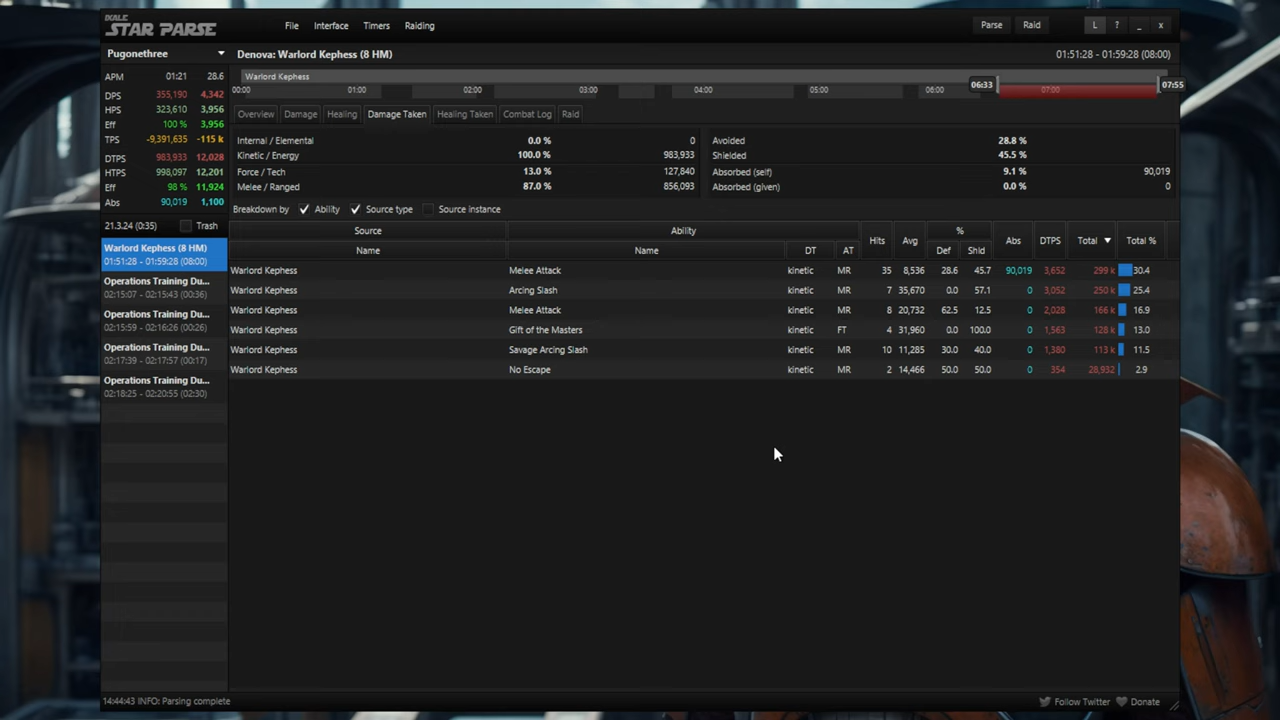 IXALE
STAR PARSE
File Interface Timers Raiding
Parse Raid L ? _ x
Pugonethree
Denova: Warlord Kephess (8 HM) 01:51:28 - 01:59:28 (08:00)
APM 01:21 28.6
DPS 355,190 4,342
HPS 323,610 3,956
Eff 100 % 3,956
TPS -9,391,635 -115 k
DTPS 983,933 12,028
HTPS 998,097 12,201
Eff 98 % 11,924
Abs 90,019 1,100
21.3.24 (0:35) Trash
Warlord Kephess (8 HM)
01:51:28 - 01:59:28 (08:00)
Operations Training Du...
02:15:07 - 02:15:43 (00:36)
Operations Training Du...
02:15:59 - 02:16:26 (00:26)
Operations Training Du...
02:17:39 - 02:17:57 (00:17)
Operations Training Du...
02:18:25 - 02:20:55 (02:30)
Warlord Kephess
00:00 01:00 02:00 03:00 04:00 05:00 06:00 06:33 07:00 07:55
Overview Damage Healing Damage Taken Healing Taken Combat Log Raid
Internal / Elemental 0.0 % 0
Kinetic / Energy 100.0 % 983,933
Force / Tech 13.0 % 127,840
Melee / Ranged 87.0 % 856,093
Avoided 28.8 %
Shielded 45.5 %
Absorbed (self) 9.1 % 90,019
Absorbed (given) 0.0 % 0
Breakdown by Ability Source type Source instance
Source Ability Hits Avg % Abs DTPS Total Total %
Name Name DT AT Def Shld
Warlord Kephess Melee Attack kinetic MR 35 8,536 28.6 45.7 90,019 3,652 299 k 30.4
Warlord Kephess Arcing Slash kinetic MR 7 35,670 0.0 57.1 0 3,052 250 k 25.4
Warlord Kephess Melee Attack kinetic MR 8 20,732 62.5 12.5 0 2,028 166 k 16.9
Warlord Kephess Gift of the Masters kinetic FT 4 31,960 0.0 100.0 0 1,563 128 k 13.0
Warlord Kephess Savage Arcing Slash kinetic MR 10 11,285 30.0 40.0 0 1,380 113 k 11.5
Warlord Kephess No Escape kinetic MR 2 14,466 50.0 50.0 0 354 28,932 2.9
14:44:43 INFO: Parsing complete
Follow Twitter Donate